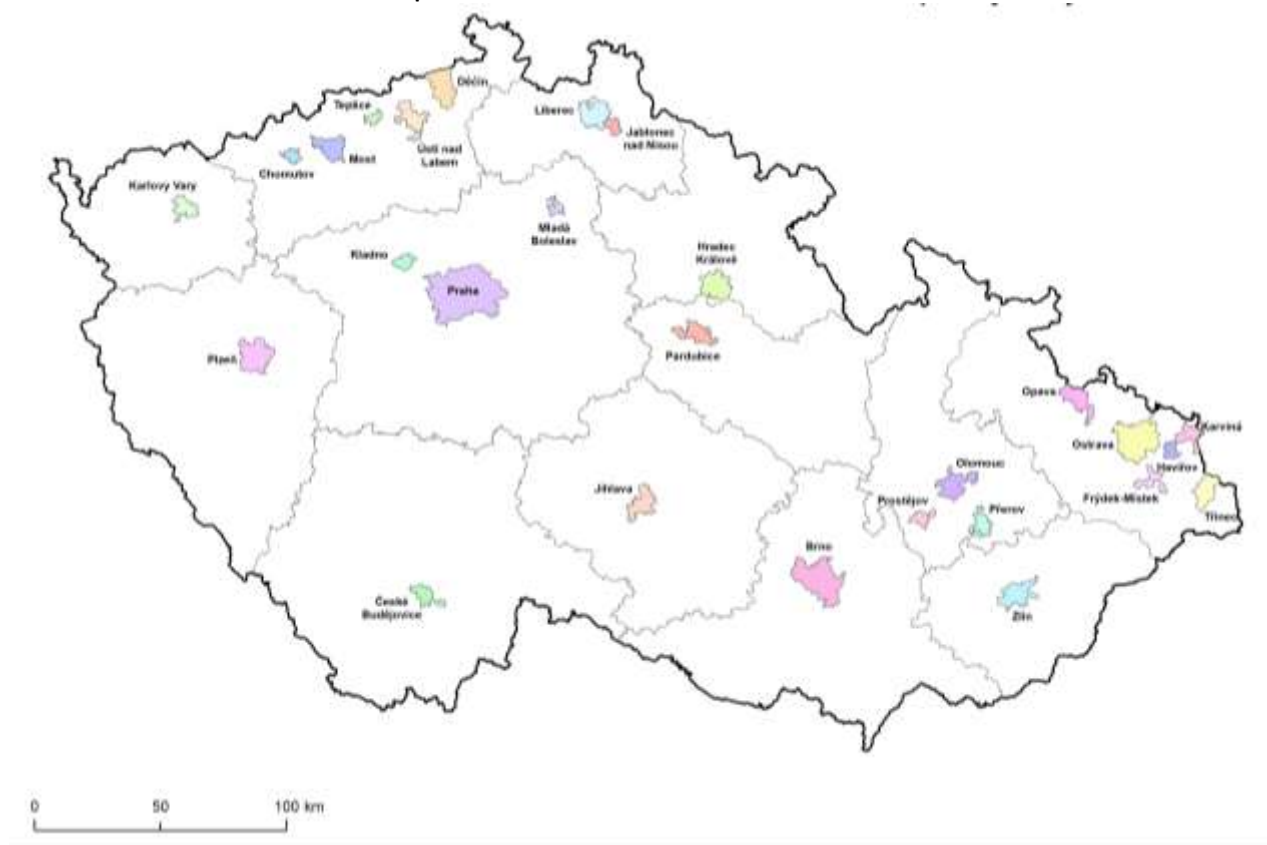 Děčín
Teplice
Liberec
Jablonec
nad Nisou
Ústí nad
Labem
Most
Chomutov
Karlovy Vary
Mladá
Boleslav
Kladno
Hradec
Králové
Praha
Pardubice
Plzeň
Opava
Karviná
Ostrava
Havířov
Olomouc
Jihlava
Frýdek-Místek
Prostějov
Přerov
Třinec
Brno
České
Budějovice
Zlín
0 50 100 km